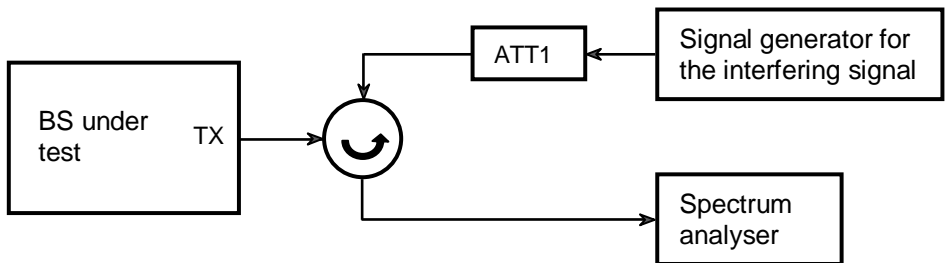 Signal generator for
the interfering signal
ATT1
BS under
test
TX
Spectrum
analyser